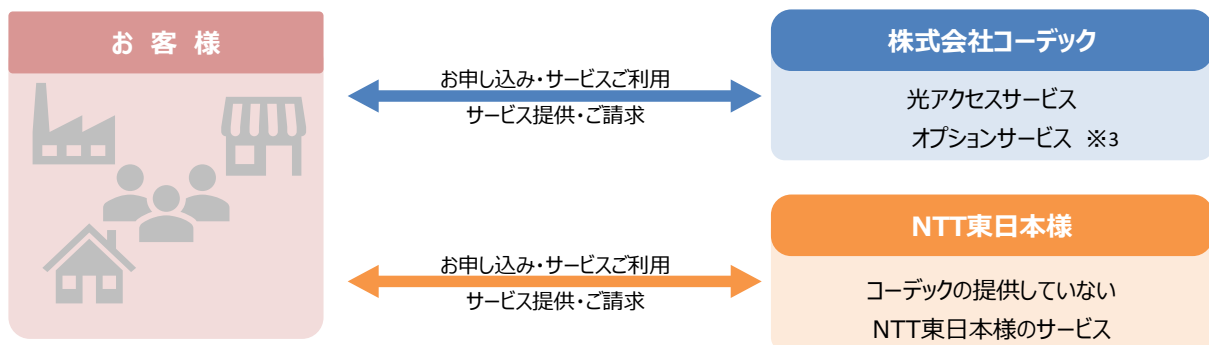 お 客 様
株式会社コーデック
お申し込み・サービスご利用
サービス提供・ご請求
光アクセスサービス
オプションサービス ※3
NTT東日本様
お申し込み・サービスご利用
サービス提供・ご請求
コーデックの提供していない
NTT東日本様のサービス